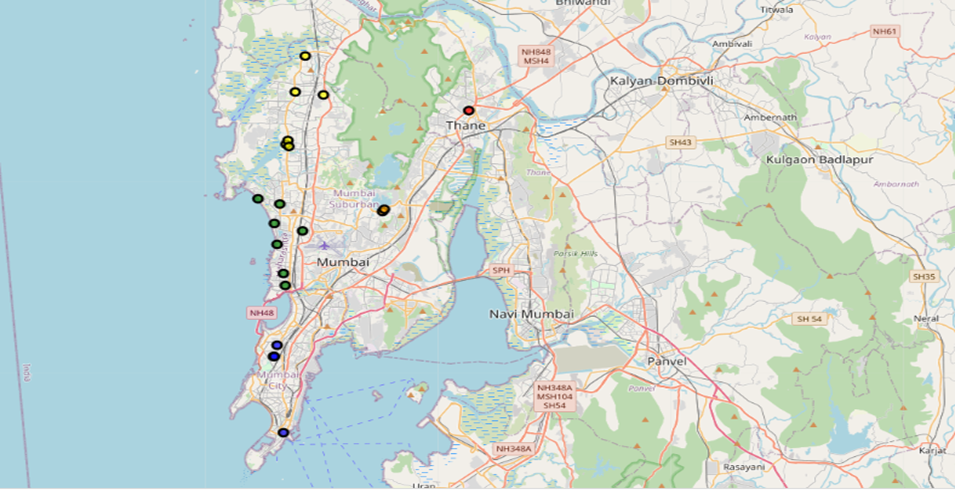 Bhiwandi
Titwala
NH61
Kalyan
Ambivali
NH848
MSH4
Kalyan Dombivli
Ambernath
Thane
SH43
Kulgaon Badlapur
Thane
Ambarnath
Mumbai
Suburban
Parsik Hills
Mumbai
SPH
SH35
NH48
Navi Mumbai
SH 54
Neral
India
Panvel
Mumbai
City
Panvel
NH348A
MSH104
SH54
NH348A
Karjat
Rasayani
Uran